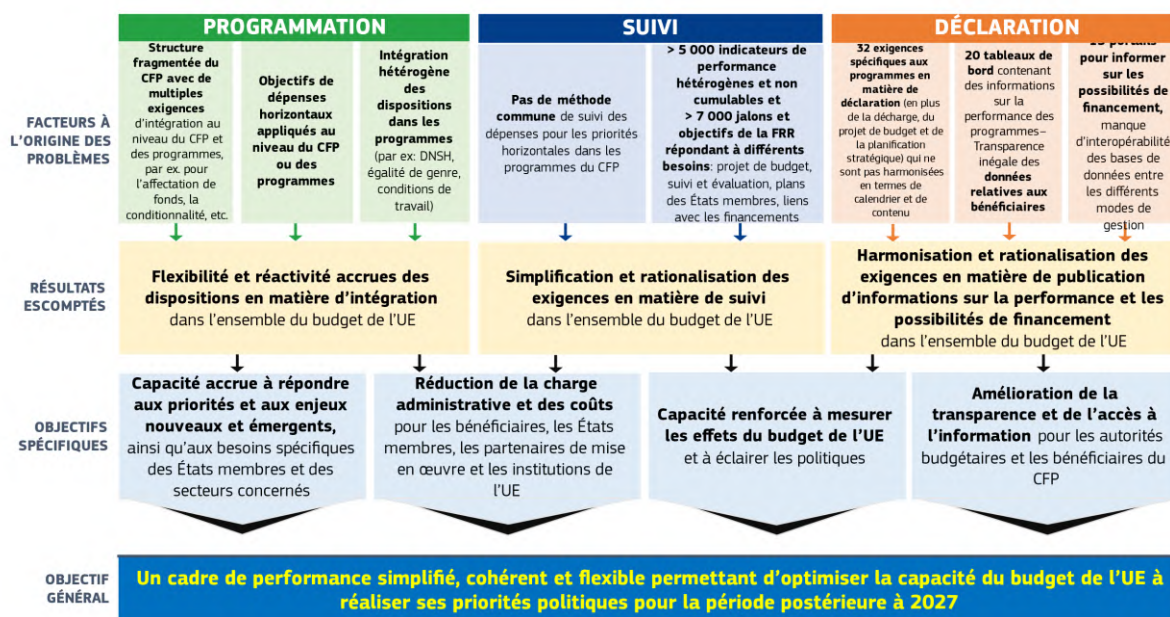 PROGRAMMATION
SUIVI
DÉCLARATION
FACTEURS À
L'ORIGINE DES
PROBLÈMES
Structure
fragmentée du
CFP avec de
multiples
exigences
d'intégration au
niveau du CFP et
des programmes,
par ex. pour
l'affectation de
fonds, la
conditionnalité, etc.
Objectifs de
dépenses
horizontaux
appliqués au
niveau du CFP
ou des
programmes
Intégration
hétérogène
des
dispositions
dans les
programmes
(par ex: DNSH,
égalité de genre,
conditions de
travail)
Pas de méthode
commune de suivi des
dépenses pour les priorités
horizontales dans les
programmes du CFP
> 5 000 indicateurs de
performance
hétérogènes et non
cumulables et
> 7 000 jalons et
objectifs de la FRR
répondant à différents
besoins: projet de budget,
suivi et évaluation, plans
des États membres, liens
avec les financements
32 exigences
spécifiques aux
programmes en
matière de
déclaration (en plus
de la décharge, du
projet de budget et de
la planification
stratégique) qui ne
sont pas harmonisées
en termes de
calendrier et de
contenu
20 tableaux de
bord contenant
des informations
sur la
performance des
programmes–
Transparence
inégale des
données
relatives aux
bénéficiaires
pour informer
sur les
possibilités de
financement,
manque
d'interopérabilité
des bases de
données entre
les différents
modes de
gestion
RÉSULTATS
ESCOMPTÉS
Flexibilité et réactivité accrues des
dispositions en matière d'intégration
dans l'ensemble du budget de l'UE
Simplification et rationalisation des
exigences en matière de suivi
dans l'ensemble du budget de l'UE
Harmonisation et rationalisation des
exigences en matière de publication
d'informations sur la performance et les
possibilités de financement
dans l'ensemble du budget de l'UE
OBJECTIFS
SPÉCIFIQUES
Capacité accrue à répondre
aux priorités et aux enjeux
nouveaux et émergents,
ainsi qu'aux besoins spécifiques
des États membres et des
secteurs concernés
Réduction de la charge
administrative et des coûts
pour les bénéficiaires, les États
membres, les partenaires de mise
en œuvre et les institutions de
l'UE
Capacité renforcée à mesurer
les effets du budget de l'UE
et à éclairer les politiques
Amélioration de la
transparence et de l'accès à
l'information pour les autorités
budgétaires et les bénéficiaires du
CFP
OBJECTIF
GÉNÉRAL
Un cadre de performance simplifié, cohérent et flexible permettant d'optimiser la capacité du budget de l'UE à
réaliser ses priorités politiques pour la période postérieure à 2027